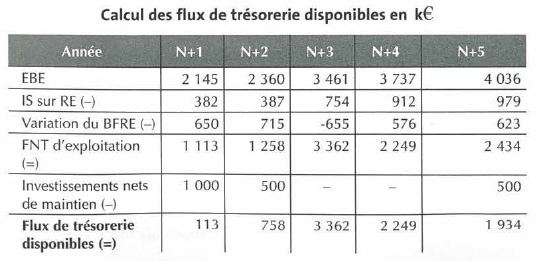 Calcul des flux de trésorerie disponibles en k€
Année N+1 N+2 N+3 N+4 N+5
EBE 2 145 2 360 3 461 3 737 4 036
IS sur RE (–) 382 387 754 912 979
Variation du BFRE (–) 650 715 -655 576 623
FNT d'exploitation 1 113 1 258 3 362 2 249 2 434
(=)
Investissements nets 1 000 500 – – 500
de maintien (–)
Flux de trésorerie 113 758 3 362 2 249 1 934
disponibles (=)